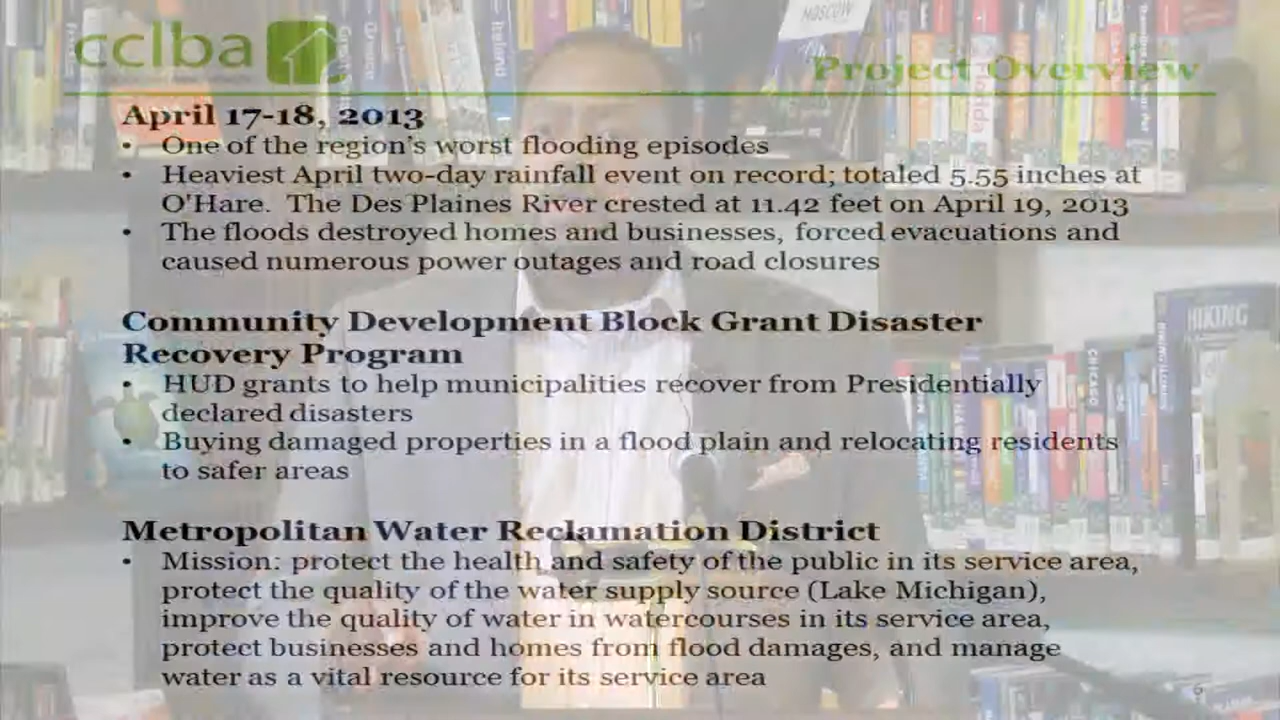 cclba
Project Overview
MOSCOW
Ireland
Greece
Florida
HIKING
CHICAGO
April 17-18, 2013
• One of the region's worst flooding episodes
• Heaviest April two-day rainfall event on record; totaled 5.55 inches at
O'Hare.  The Des Plaines River crested at 11.42 feet on April 19, 2013
• The floods destroyed homes and businesses, forced evacuations and
caused numerous power outages and road closures
Community Development Block Grant Disaster
Recovery Program
• HUD grants to help municipalities recover from Presidentially
declared disasters
• Buying damaged properties in a flood plain and relocating residents
to safer areas
Metropolitan Water Reclamation District
• Mission: protect the health and safety of the public in its service area,
protect the quality of the water supply source (Lake Michigan),
improve the quality of water in watercourses in its service area,
protect businesses and homes from flood damages, and manage
water as a vital resource for its service area
6